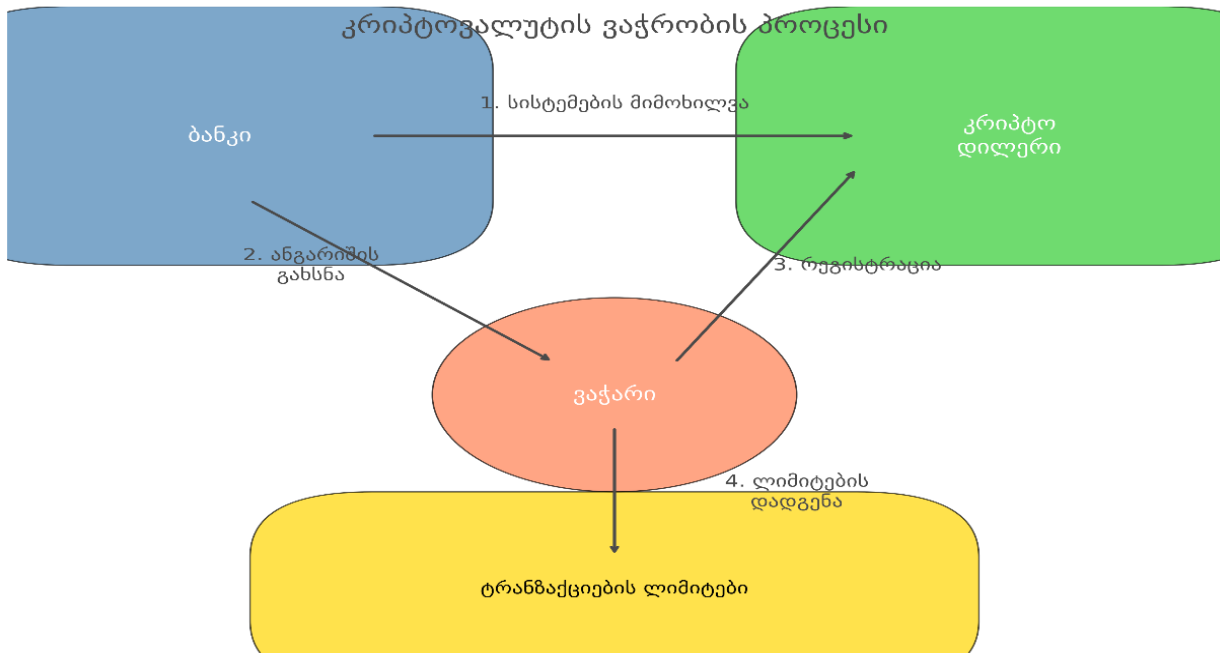 კრიპტოვალუტის ვაჭრობის პროცესი
1. სისტემების მიმოხილვა
ბანკი
კრიპტო
დილერი
2. ანგარიშის
გახსნა
3. რეგისტრაცია
ვაჭარი
4. ლიმიტების
დადგენა
ტრანზაქციების ლიმიტები